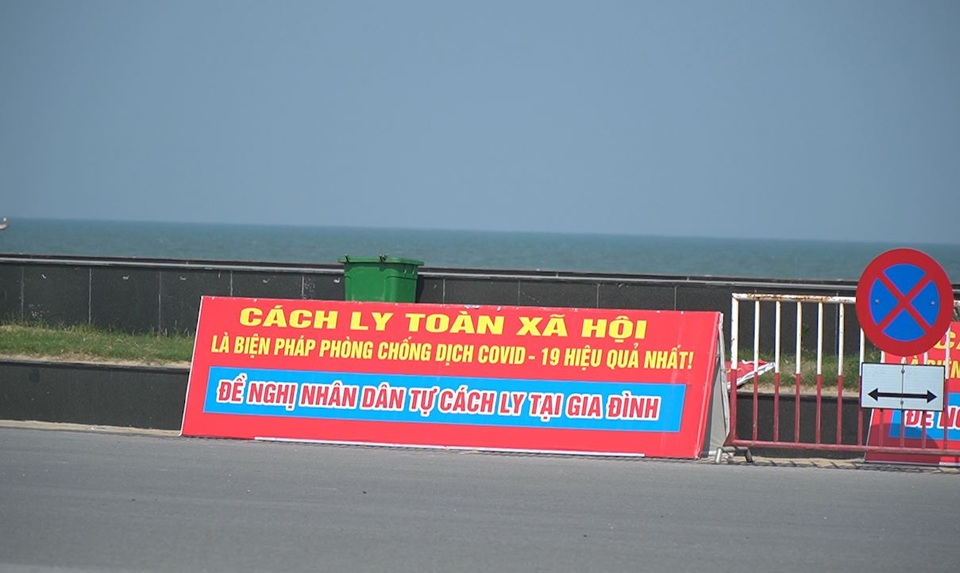 CÁCH LY TOÀN XÃ HỘI
LÀ BIỆN PHÁP PHÒNG CHỐNG DỊCH COVID - 19 HIỆU QUẢ NHẤT!
ĐỀ NGHỊ NHÂN DÂN TỰ CÁCH LY TẠI GIA ĐÌNH
ĐỀ